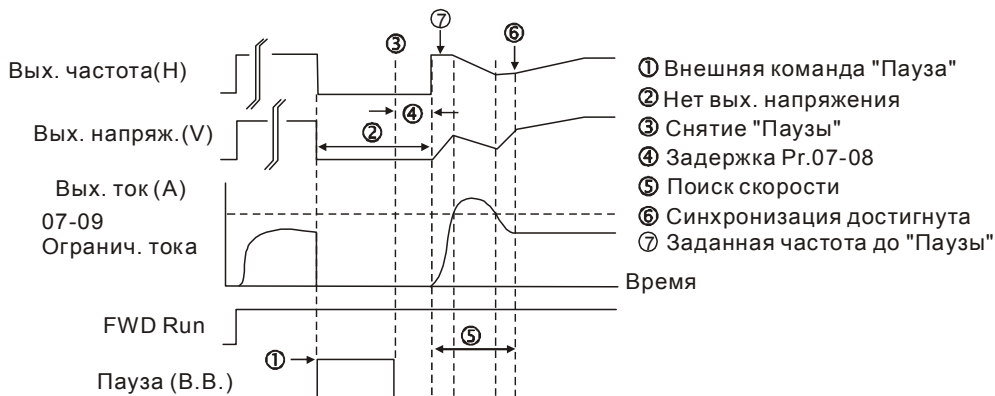 ⑦
③
⑥
Вых. частота(H)
④
②
Вых. напряж.(V)
Вых. ток (A)
07-09
Огранич. тока
Время
FWD Run
⑤
①
Пауза (B.B.)
① Внешняя команда "Пауза"
② Нет вых. напряжения
③ Снятие "Паузы"
④ Задержка Pr.07-08
⑤ Поиск скорости
⑥ Синхронизация достигнута
⑦ Заданная частота до "Паузы"